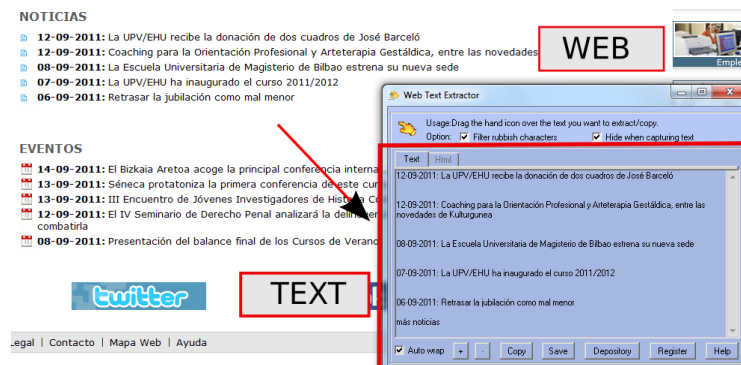 NOTICIAS
12-09-2011: La UPV/EHU recibe la donación de dos cuadros de José Barceló
12-09-2011: Coaching para la Orientación Profesional y Arteterapia Gestáldica, entre las novedades
08-09-2011: La Escuela Universitaria de Magisterio de Bilbao estrena su nueva sede
07-09-2011: La UPV/EHU ha inaugurado el curso 2011/2012
06-09-2011: Retrasar la jubilación como mal menor
WEB
EVENTOS
14-09-2011: El Bizkaia Aretoa acoge la principal conferencia interna
13-09-2011: Séneca protatoniza la primera conferencia de este cur
13-09-2011: III Encuentro de Jóvenes Investigadores de Historia Co
12-09-2011: El IV Seminario de Derecho Penal analizará la delincuen
combatirla
08-09-2011: Presentación del balance final de los Cursos de Verano
twitter
TEXT
Legal | Contacto | Mapa Web | Ayuda
Emple
Web Text Extractor
Usage:Drag the hand icon over the text you want to extract/copy.
Option: Filter rubbish characters Hide when capturing text
Text Html
12-09-2011: La UPV/EHU recibe la donación de dos cuadros de José Barceló
12-09-2011: Coaching para la Orientación Profesional y Arteterapia Gestáldica, entre las
novedades de Kulturgunea
08-09-2011: La Escuela Universitaria de Magisterio de Bilbao estrena su nueva sede
07-09-2011: La UPV/EHU ha inaugurado el curso 2011/2012
06-09-2011: Retrasar la jubilación como mal menor
más noticias
Auto wrap + - Copy Save Depository Register Help